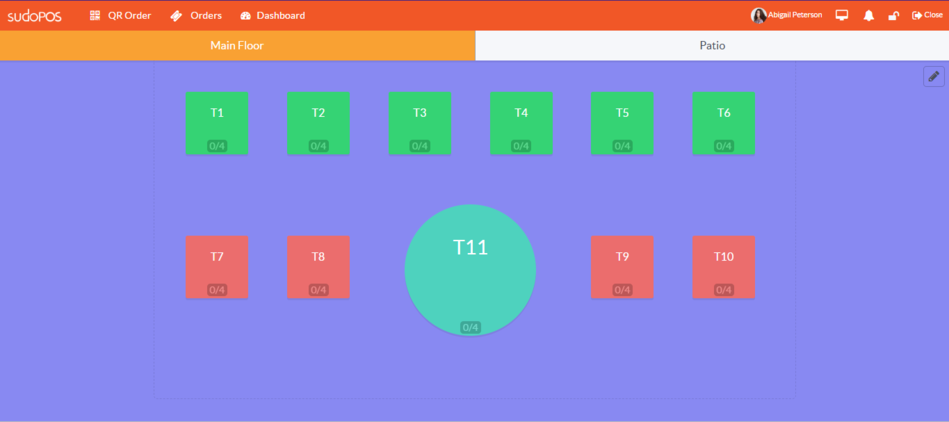 sudoPOS QR Order Orders Dashboard Abigail Peterson Close
Main Floor Patio
T1 T2 T3 T4 T5 T6
0/4 0/4 0/4 0/4 0/4 0/4
T11
T7 T8 T9 T10
0/4 0/4 0/4 0/4
0/4